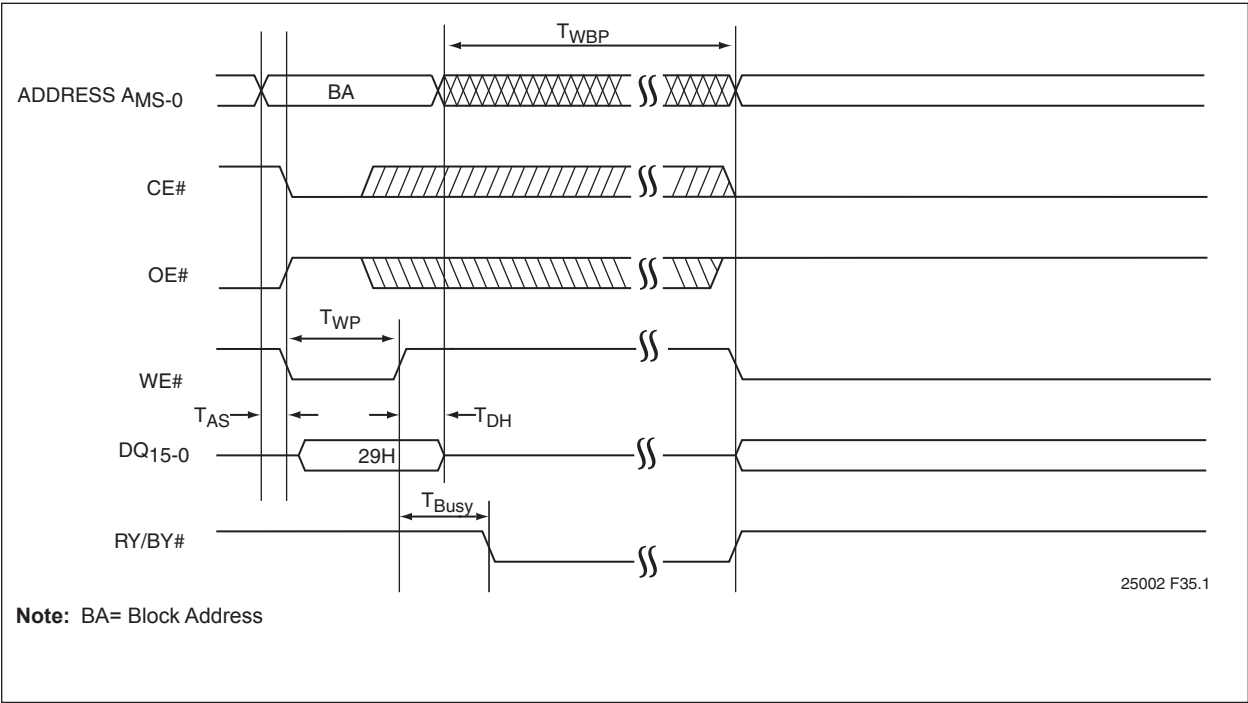 TWBP
ADDRESS AMS-0
BA
CE#
OE#
TWP
WE#
TAS
TDH
DQ15-0
29H
TBusy
RY/BY#
25002 F35.1
Note: BA= Block Address